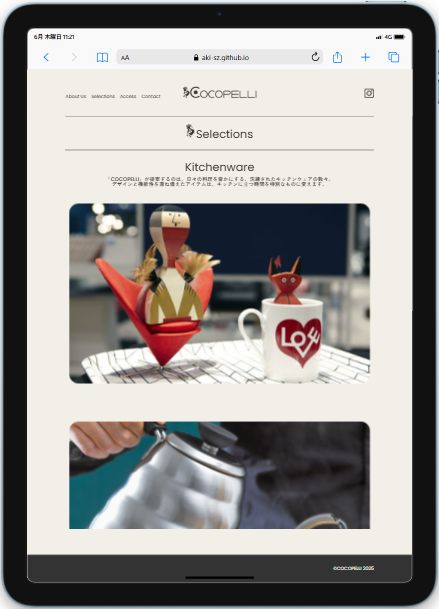 6月 木曜日 11:21
4G
AA
aki-sz.github.io
About Us Selections Access Contact
COCOPELLI
Selections
Kitchenware
「COCOPELLI」が提案するのは、日々の料理を豊かにする、洗練されたキッチンウェアの数々。
デザインと機能性を兼ね備えたアイテムは、キッチンに立つ時間を特別なものに変えます。
LOVE
©COCOPELLI 2025